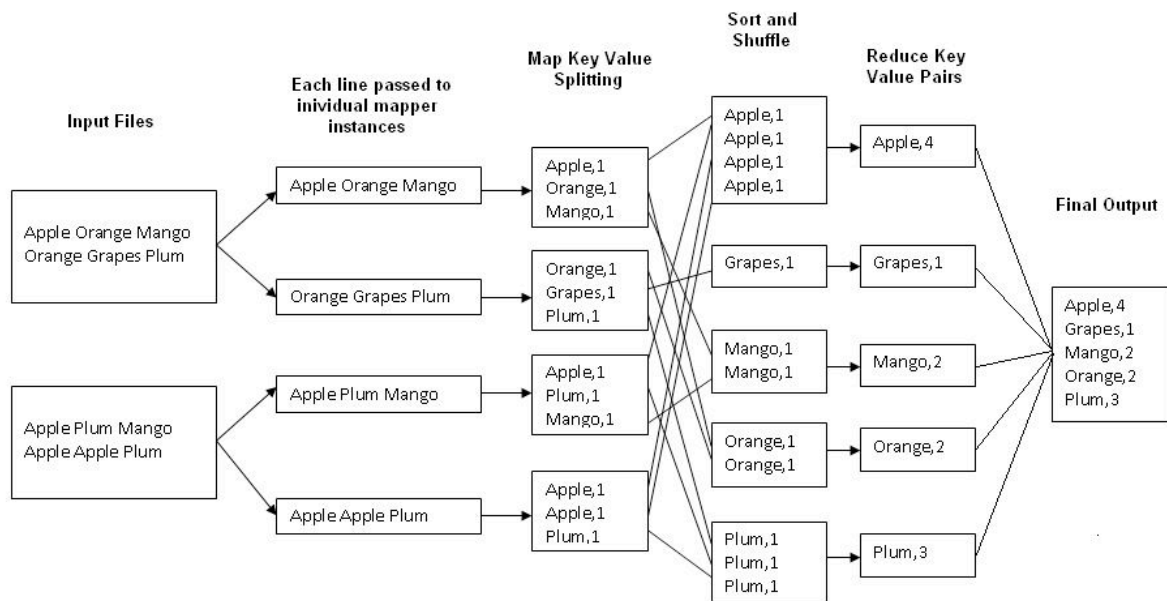 Input Files
Apple Orange Mango
Orange Grapes Plum
Apple Plum Mango
Apple Apple Plum
Each line passed to
inividual mapper
instances
Apple Orange Mango
Orange Grapes Plum
Apple Plum Mango
Apple Apple Plum
Map Key Value
Splitting
Apple,1
Orange,1
Mango,1
Orange,1
Grapes,1
Plum,1
Apple,1
Plum,1
Mango,1
Apple,1
Apple,1
Plum,1
Sort and
Shuffle
Apple,1
Apple,1
Apple,1
Apple,1
Grapes,1
Mango,1
Mango,1
Orange,1
Orange,1
Plum,1
Plum,1
Plum,1
Reduce Key
Value Pairs
Apple,4
Grapes,1
Mango,2
Orange,2
Plum,3
Final Output
Apple,4
Grapes,1
Mango,2
Orange,2
Plum,3